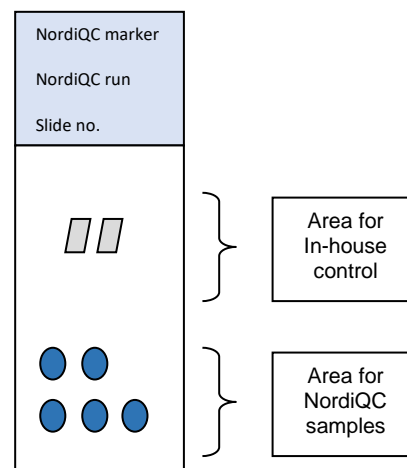 NordiQC marker
NordiQC run
Slide no.
Area for
In-house
control
Area for
NordiQC
samples